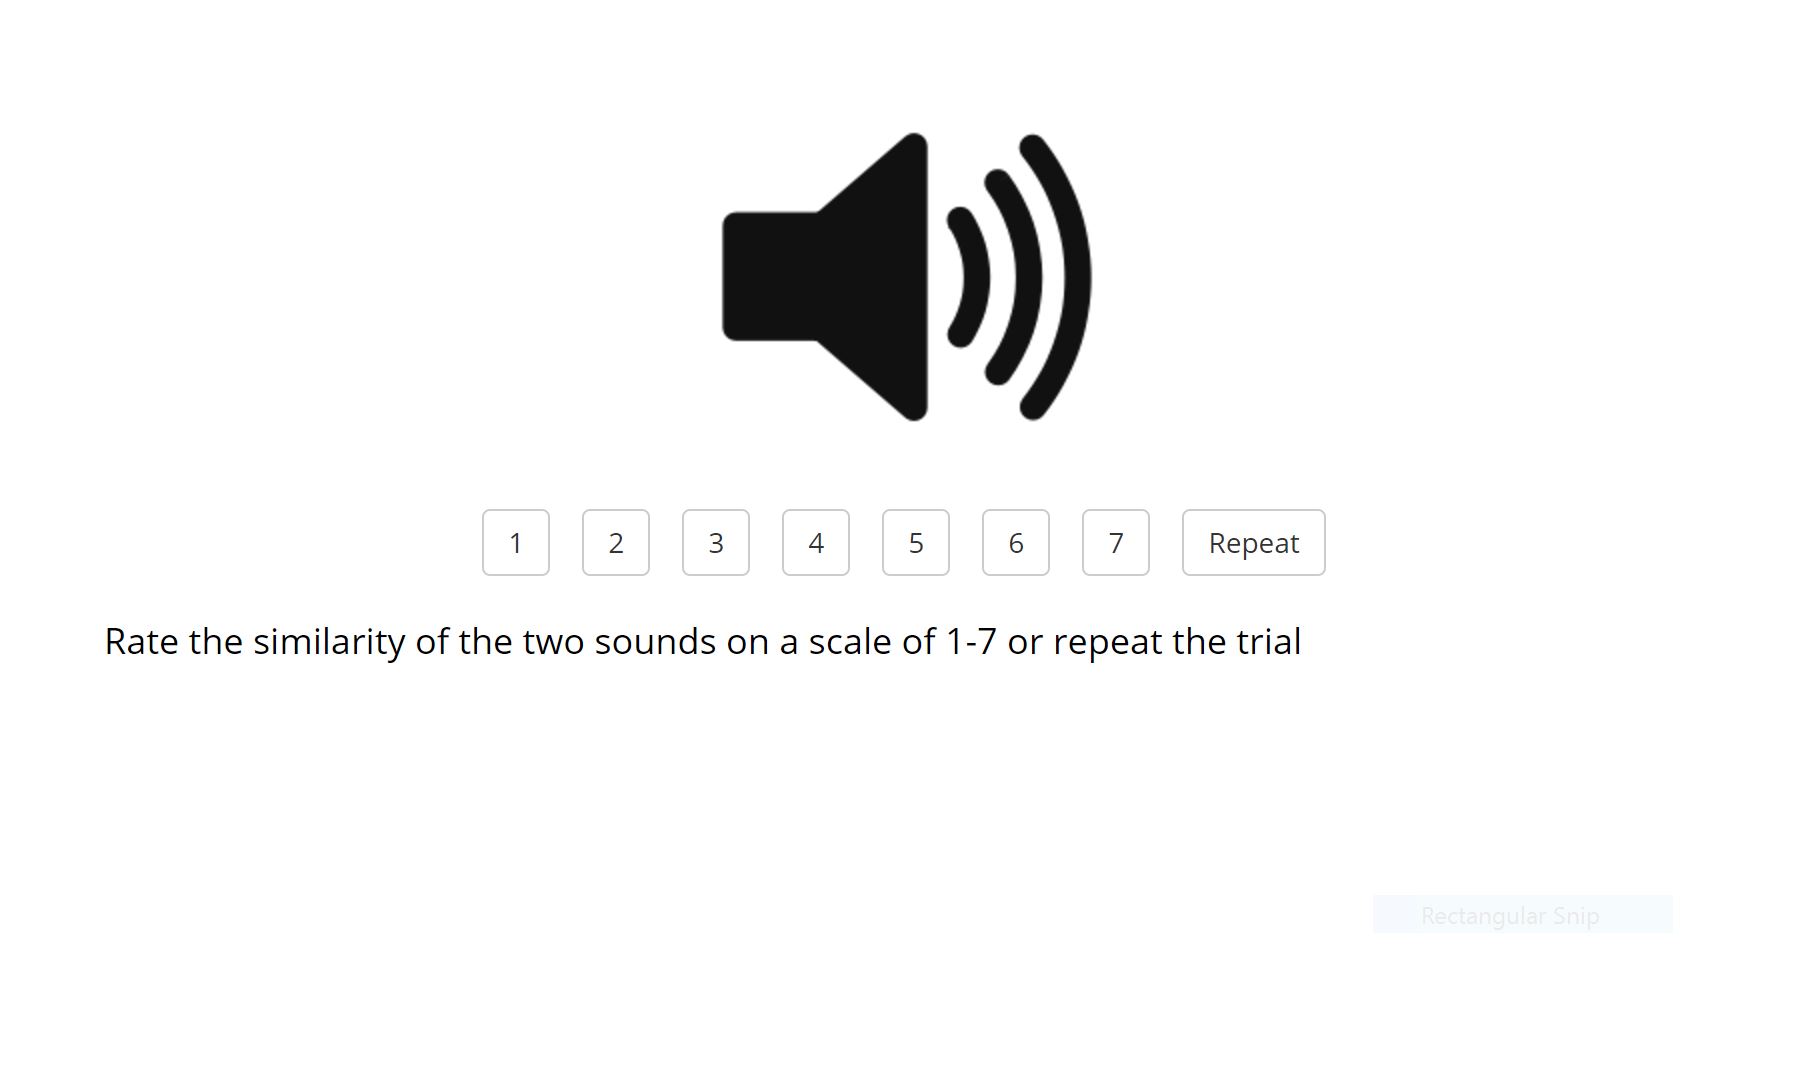 1 2 3 4 5 6 7 Repeat
Rate the similarity of the two sounds on a scale of 1-7 or repeat the trial
Rectangular Snip